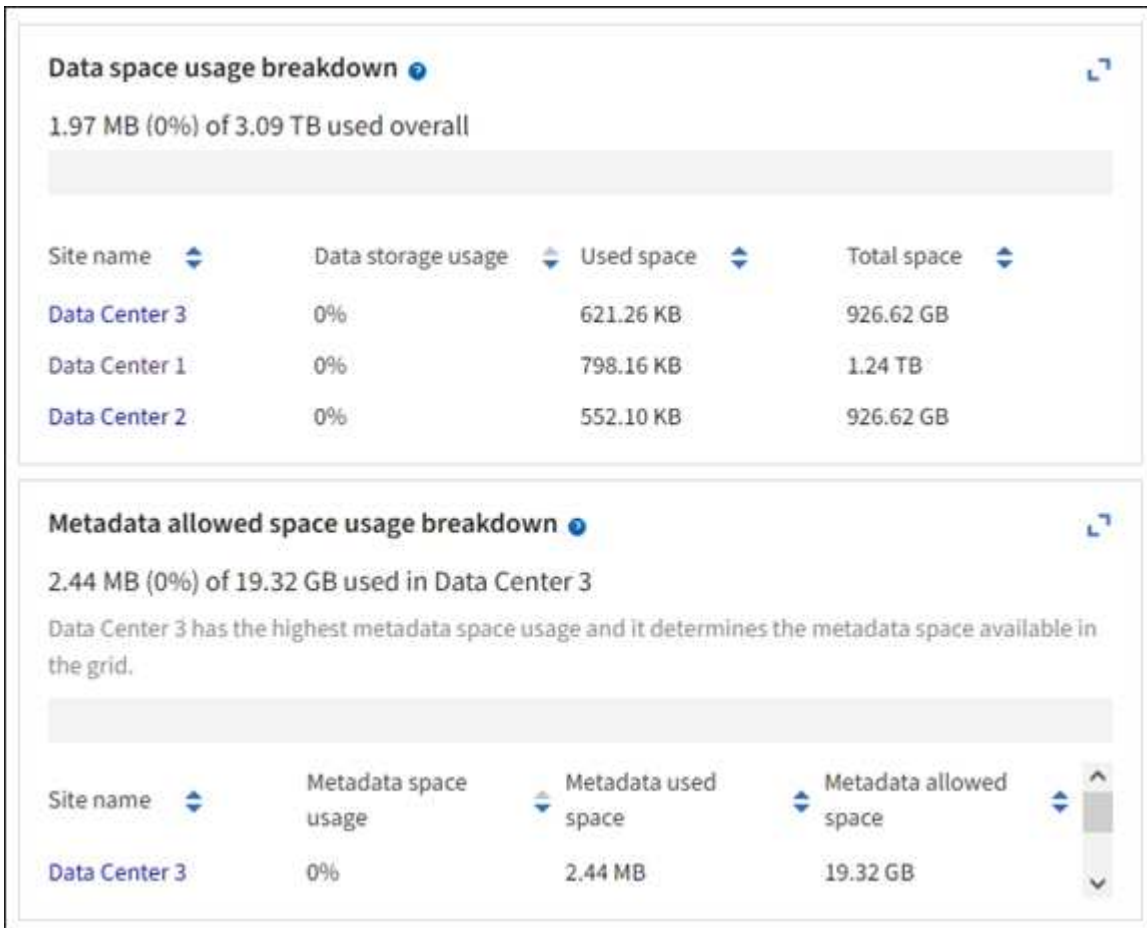 Data space usage breakdown ?
1.97 MB (0%) of 3.09 TB used overall
Site name Data storage usage Used space Total space
Data Center 3 0% 621.26 KB 926.62 GB
Data Center 1 0% 798.16 KB 1.24 TB
Data Center 2 0% 552.10 KB 926.62 GB
Metadata allowed space usage breakdown ?
2.44 MB (0%) of 19.32 GB used in Data Center 3
Data Center 3 has the highest metadata space usage and it determines the metadata space available in
the grid.
Site name Metadata space usage Metadata used space Metadata allowed space
Data Center 3 0% 2.44 MB 19.32 GB